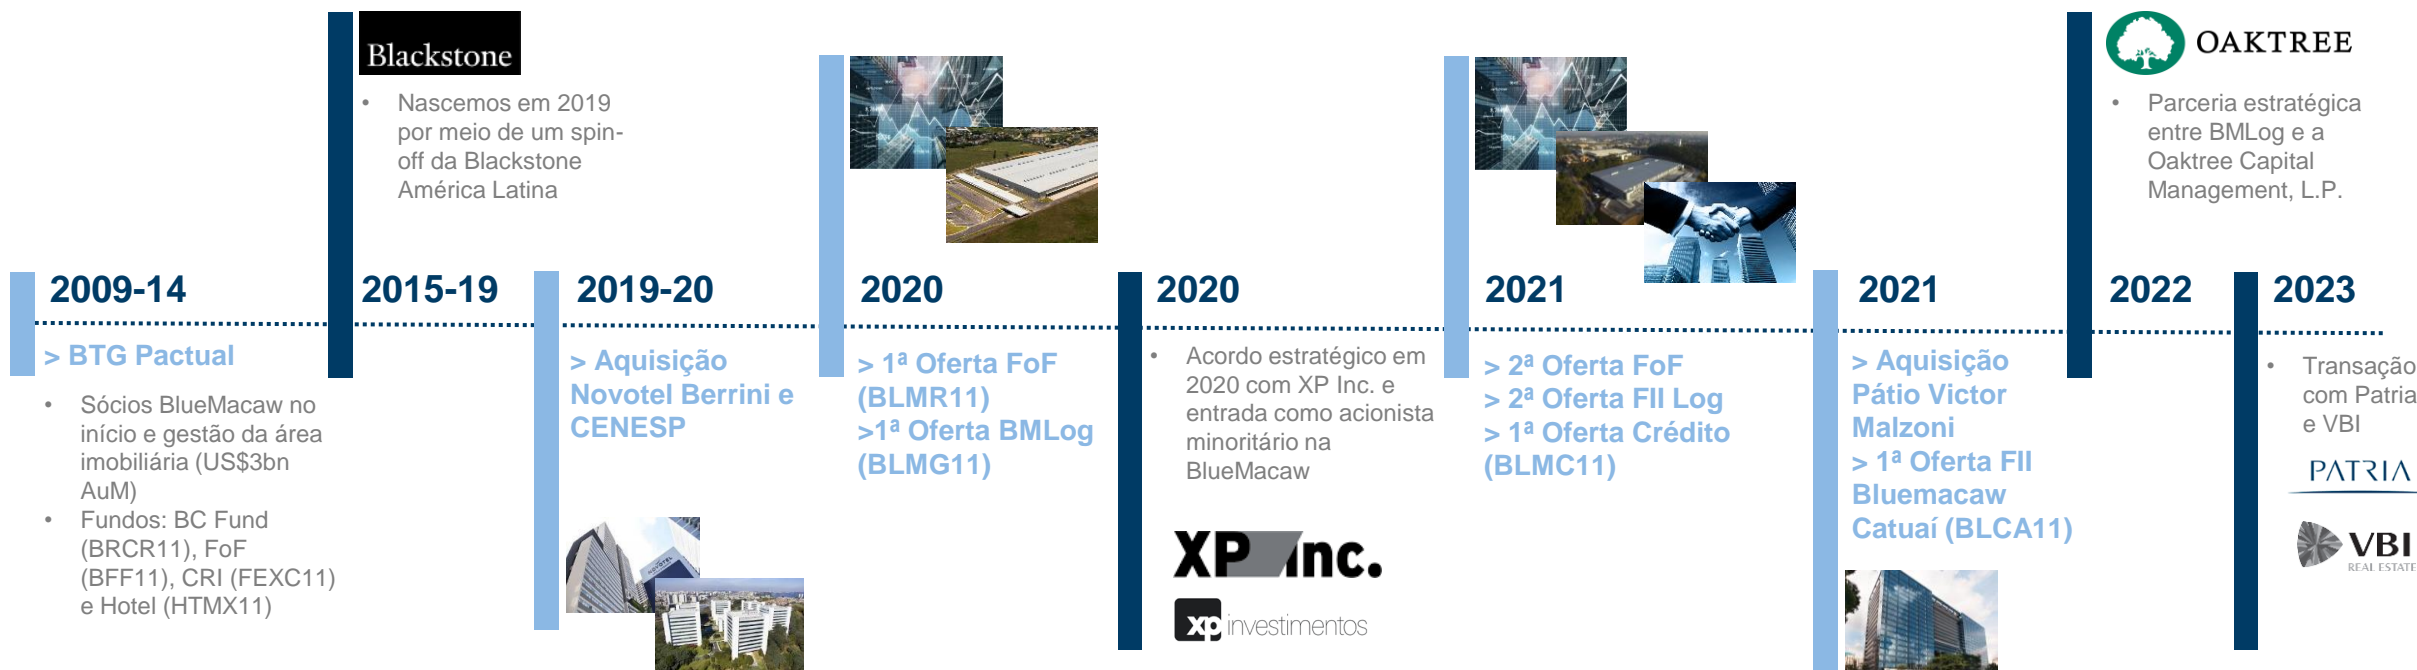 Blackstone
• Nascemos em 2019
por meio de um spin-
off da Blackstone
América Latina
OAKTREE
• Parceria estratégica
entre BMLog e a
Oaktree Capital
Management, L.P.
2009-14
2015-19
2019-20
2020
2020
2021
2021
2022
2023
> BTG Pactual
• Sócios BlueMacaw no
início e gestão da área
imobiliária (US$3bn
AuM)
• Fundos: BC Fund
(BRCR11), FoF
(BFF11), CRI (FEXC11)
e Hotel (HTMX11)
> Aquisição
Novotel Berrini e
CENESP
NOVOTEL
> 1ª Oferta FoF
(BLMR11)
>1ª Oferta BMLog
(BLMG11)
• Acordo estratégico em
2020 com XP Inc. e
entrada como acionista
minoritário na
BlueMacaw
XP Inc.
xp investimentos
> 2ª Oferta FoF
> 2ª Oferta FII Log
> 1ª Oferta Crédito
(BLMC11)
> Aquisição
Pátio Victor
Malzoni
> 1ª Oferta FII
Bluemacaw
Catuaí (BLCA11)
• Transação
com Patria
e VBI
PATRIA
VBI
REAL ESTATE